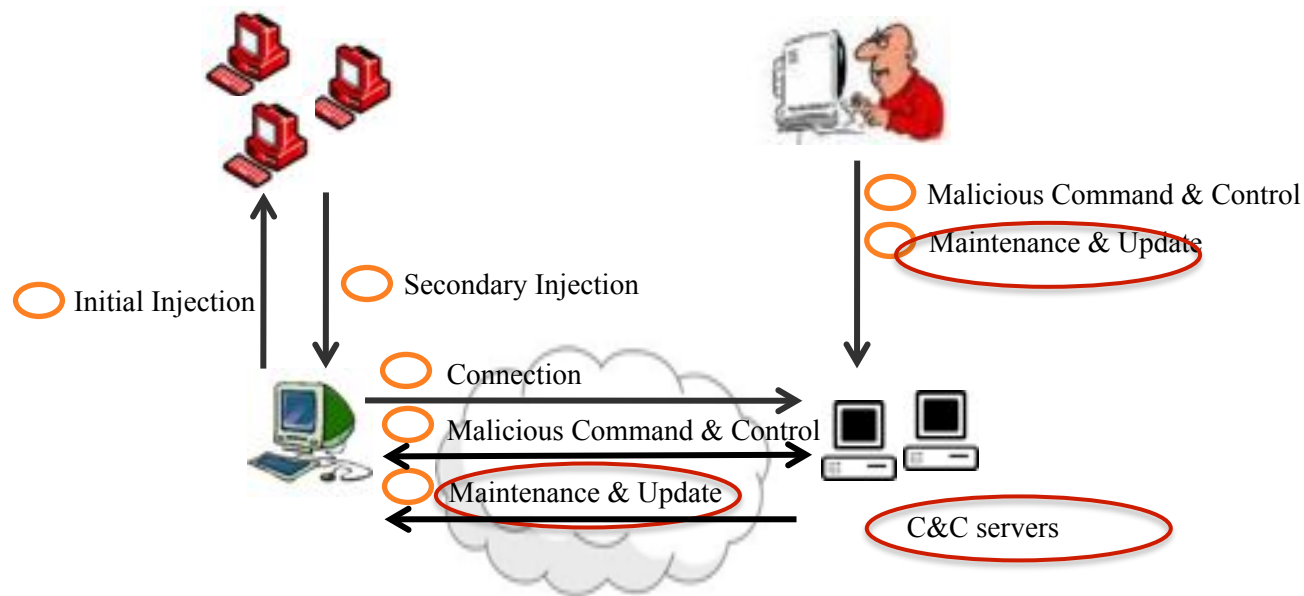 Malicious Command & Control
Maintenance & Update
Initial Injection
Secondary Injection
Connection
Malicious Command & Control
Maintenance & Update
C&C servers